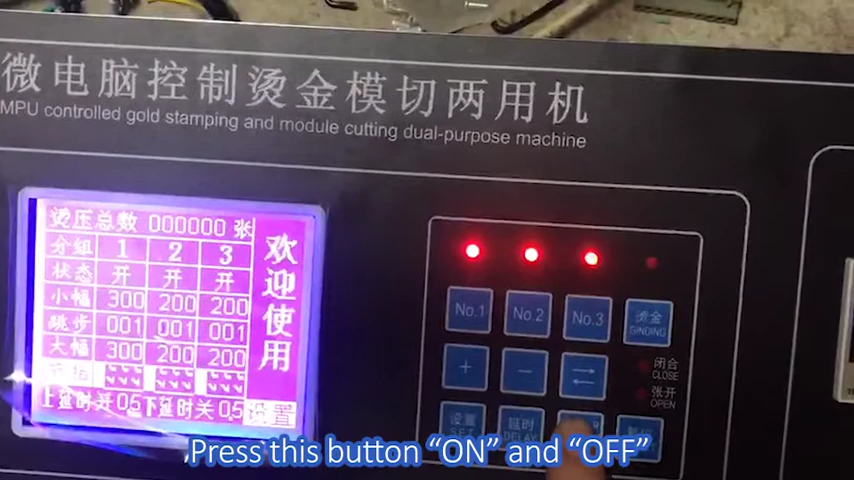 微电脑控制烫金模切两用机
MPU controlled gold stamping and module cutting dual-purpose machine
烫压总数 000000 张
分组 1 2 3
状态 开 开 开
小幅 300 200 200
跳步 001 001 001
大幅 300 200 200
上延时开05下延时关05 设置
欢迎使用
No.1 No.2 No.3 烫金
GINDING
+ −
闭合
CLOSE
张开
OPEN
设置 延时
SET DELAY
Press this button “ON” and “OFF”